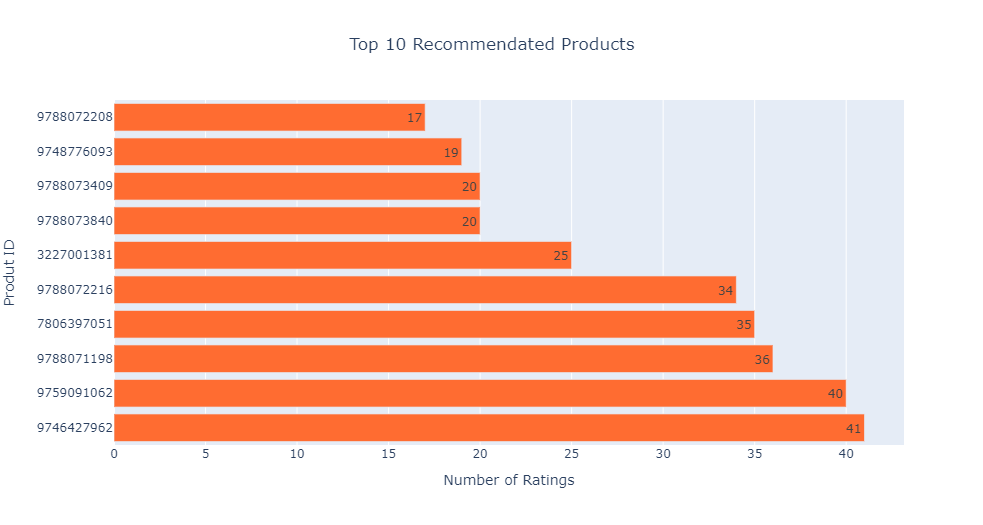 Top 10 Recommendated Products
Produt ID
9788072208 17
9748776093 19
9788073409 20
9788073840 20
3227001381 25
9788072216 34
7806397051 35
9788071198 36
9759091062 40
9746427962 41
0 5 10 15 20 25 30 35 40
Number of Ratings